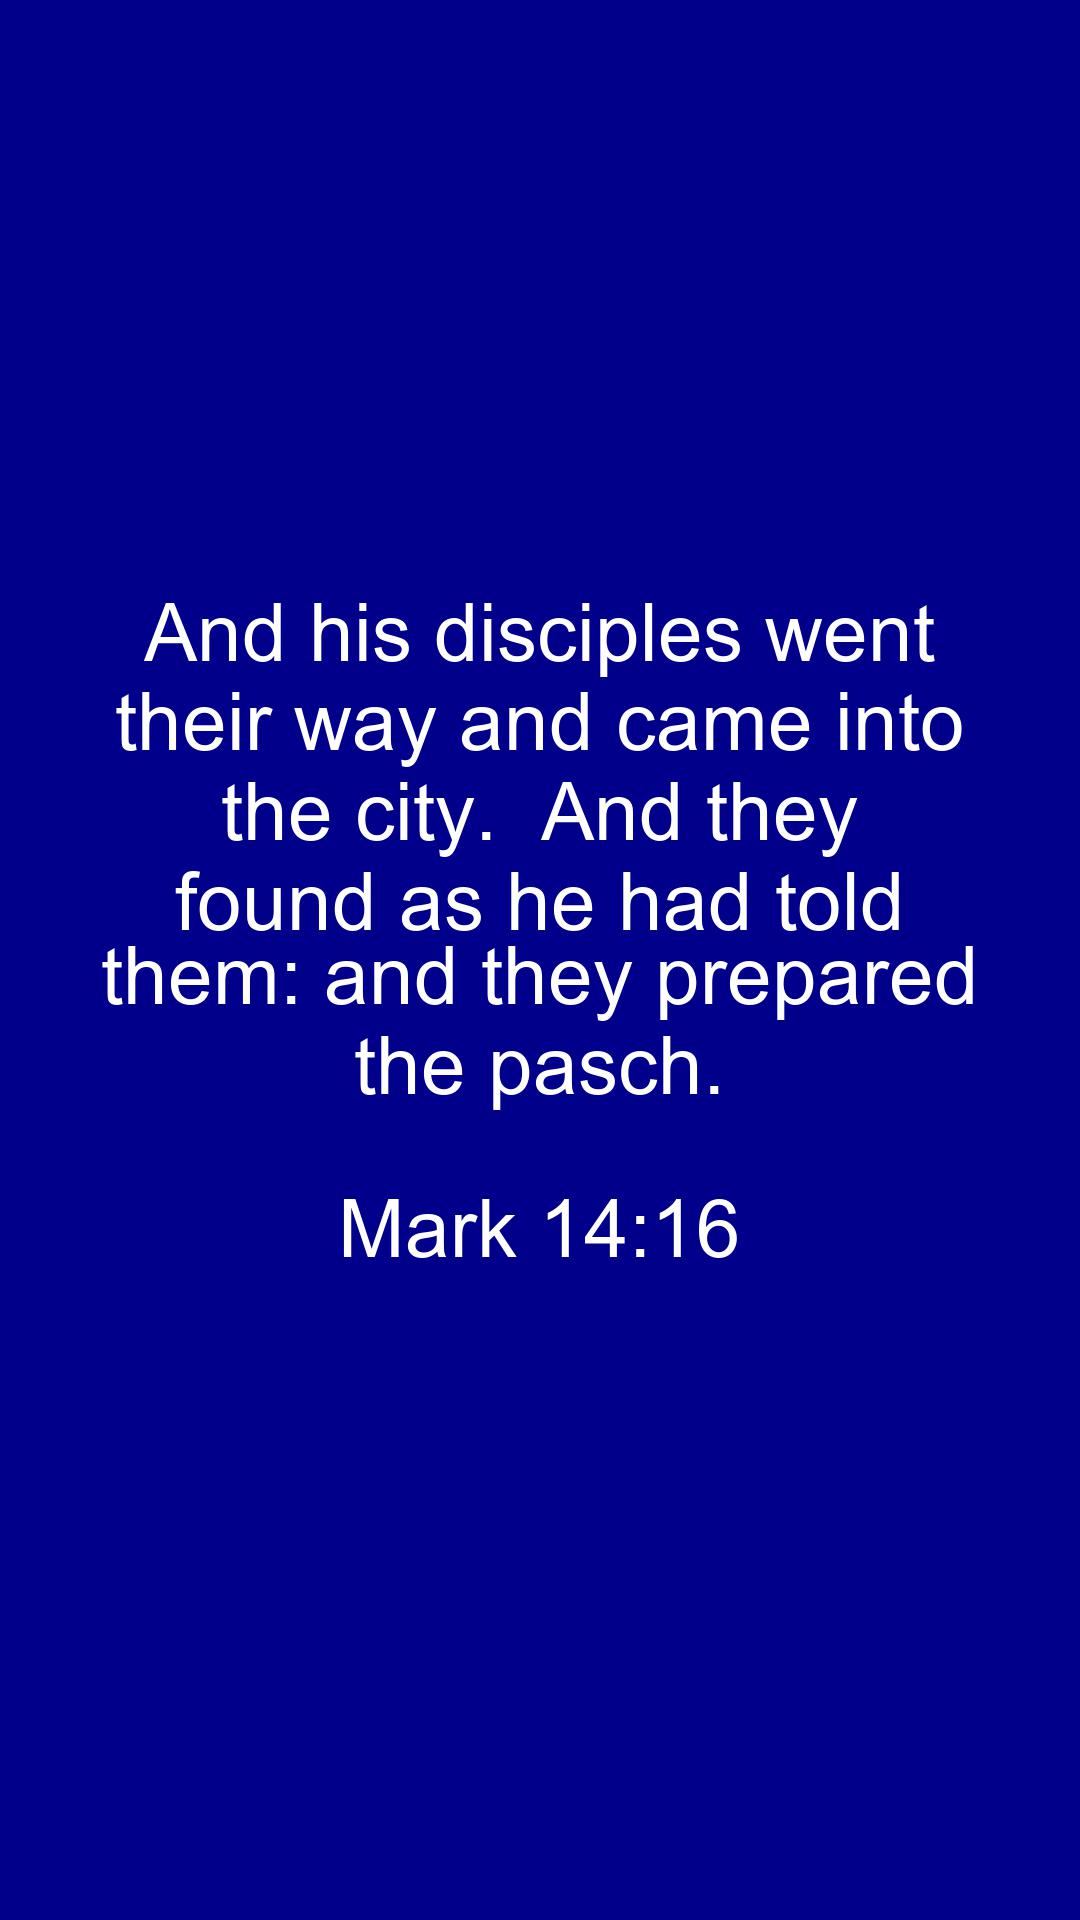 And his disciples went
their way and came into
the city.  And they
found as he had told
them: and they prepared
the pasch.
Mark 14:16